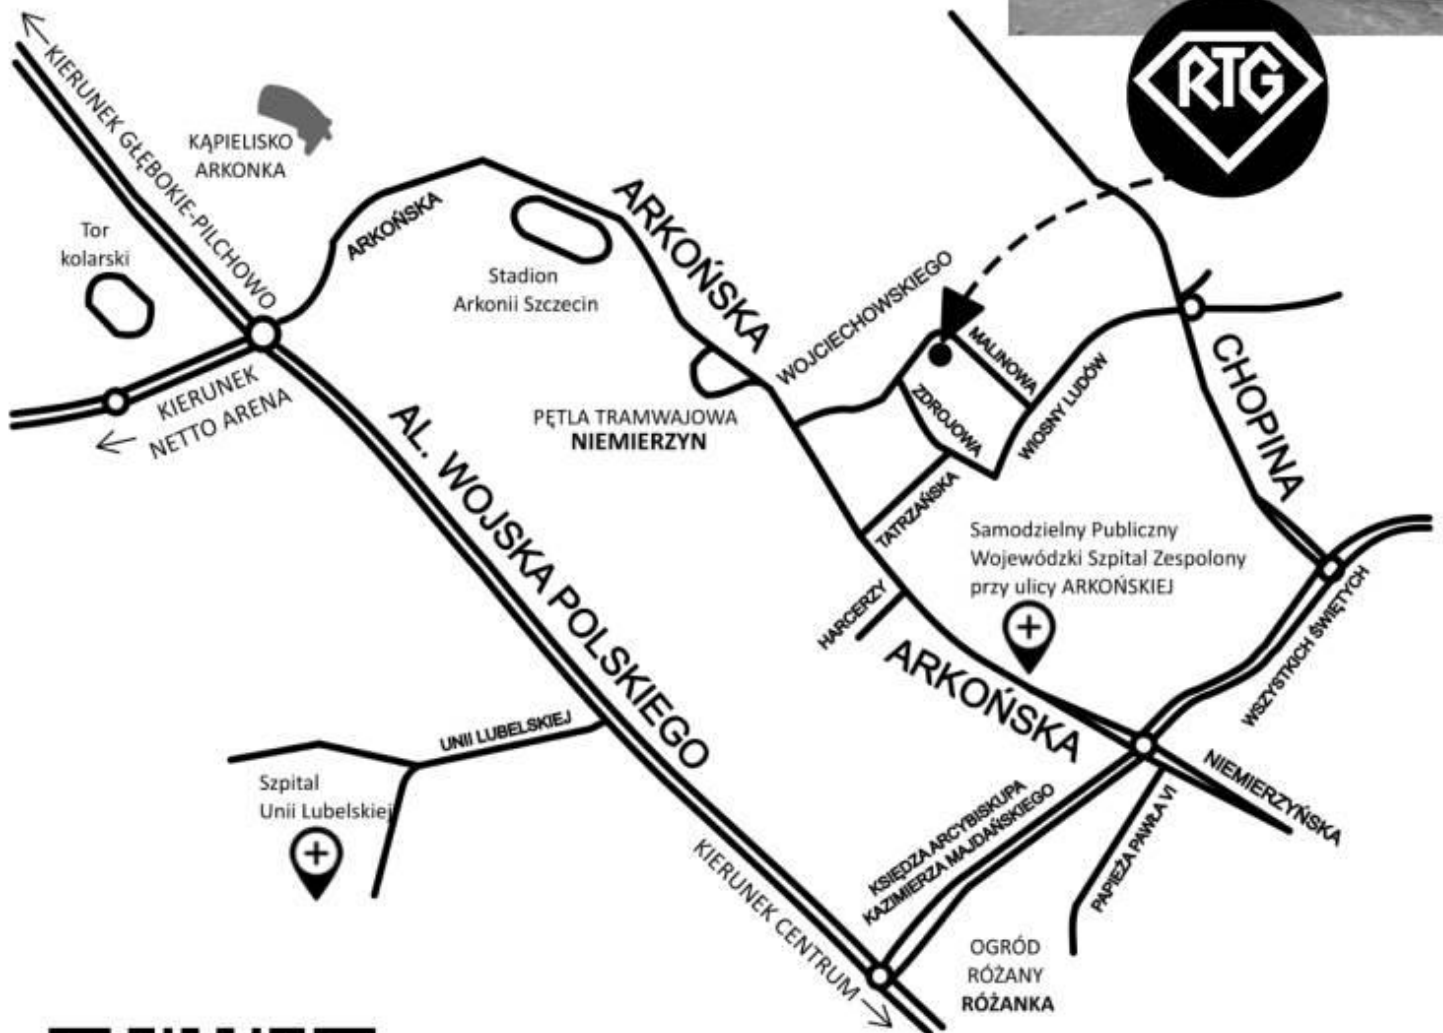 RTG
KIERUNEK GŁĘBOKIE-PILCHOWO
KĄPIELISKO
ARKONKA
Tor
kolarski
ARKOŃSKA
Stadion
Arkonii Szczecin
ARKOŃSKA
WOJCIECHOWSKIEGO
MALINOWA
ZDROJOWA
WIOSNY LUDÓW
CHOPINA
KIERUNEK
NETTO ARENA
PĘTLA TRAMWAJOWA
NIEMIERZYN
AL. WOJSKA POLSKIEGO
TATRZAŃSKA
HARCERZY
Samodzielny Publiczny
Wojewódzki Szpital Zespolony
przy ulicy ARKOŃSKIEJ
ARKOŃSKA
WSZYSTKICH ŚWIĘTYCH
UNII LUBELSKIEJ
Szpital
Unii Lubelskiej
NIEMIERZYŃSKA
KSIĘDZA ARCYBISKUPA
KAZIMIERZA MAJDAŃSKIEGO
PAPIEŻA PAWŁA VI
KIERUNEK CENTRUM
OGRÓD
RÓŻANY
RÓŻANKA